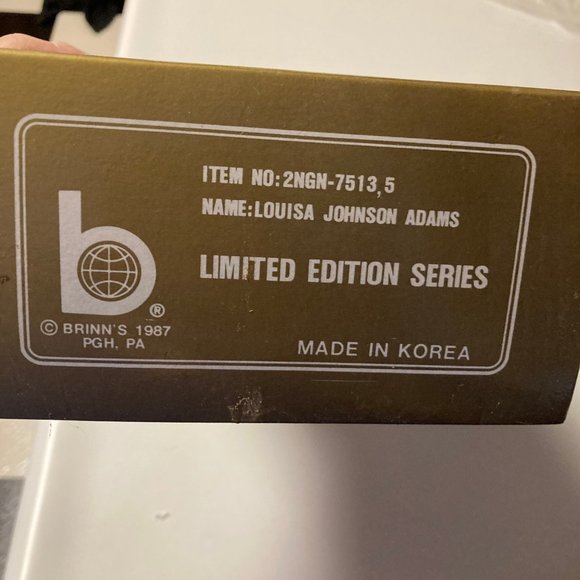 ITEM NO:2NGN-7513,5
NAME:LOUISA JOHNSON ADAMS
LIMITED EDITION SERIES
b
®
© BRINN'S 1987
PGH, PA
MADE IN KOREA